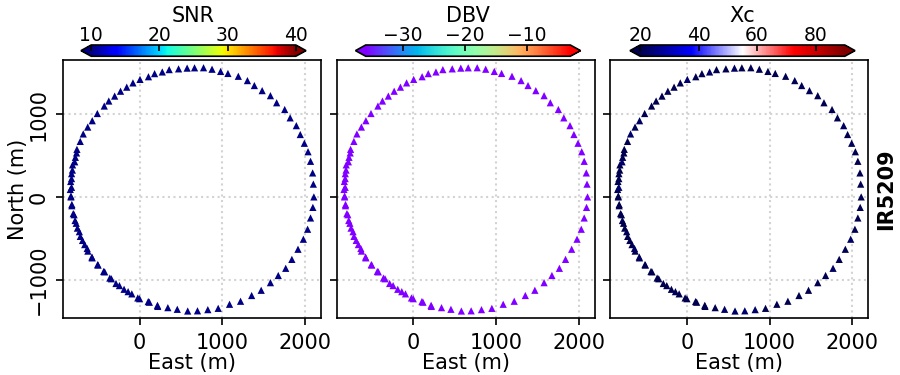 SNR DBV Xc
10 20 30 40 −30 −20 −10 20 40 60 80
North (m)
1000
0
−1000
0 1000 2000 0 1000 2000 0 1000 2000
East (m) East (m) East (m)
IR5209